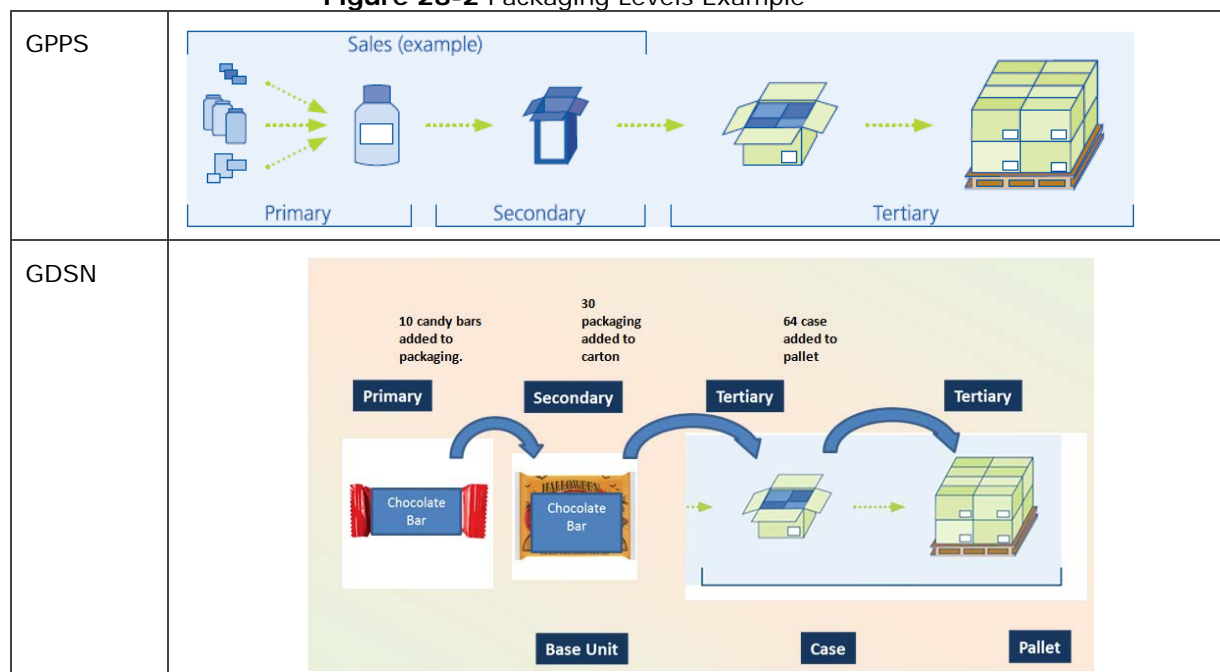 Figure 28-2 Packaging Levels Example
GPPS
Sales (example)
Primary
Secondary
Tertiary
GDSN
10 candy bars
added to
packaging.
30
packaging
added to
carton
64 case
added to
pallet
Primary
Secondary
Tertiary
Tertiary
Chocolate
Bar
HALLOWEEN
Chocolate
Bar
Base Unit
Case
Pallet